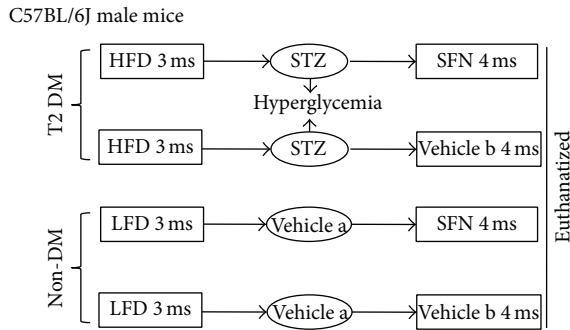 C57BL/6J male mice
T2 DM
HFD 3 ms
STZ
SFN 4 ms
Hyperglycemia
HFD 3 ms
STZ
Vehicle b 4 ms
Non-DM
LFD 3 ms
Vehicle a
SFN 4 ms
LFD 3 ms
Vehicle a
Vehicle b 4 ms
Euthanatized